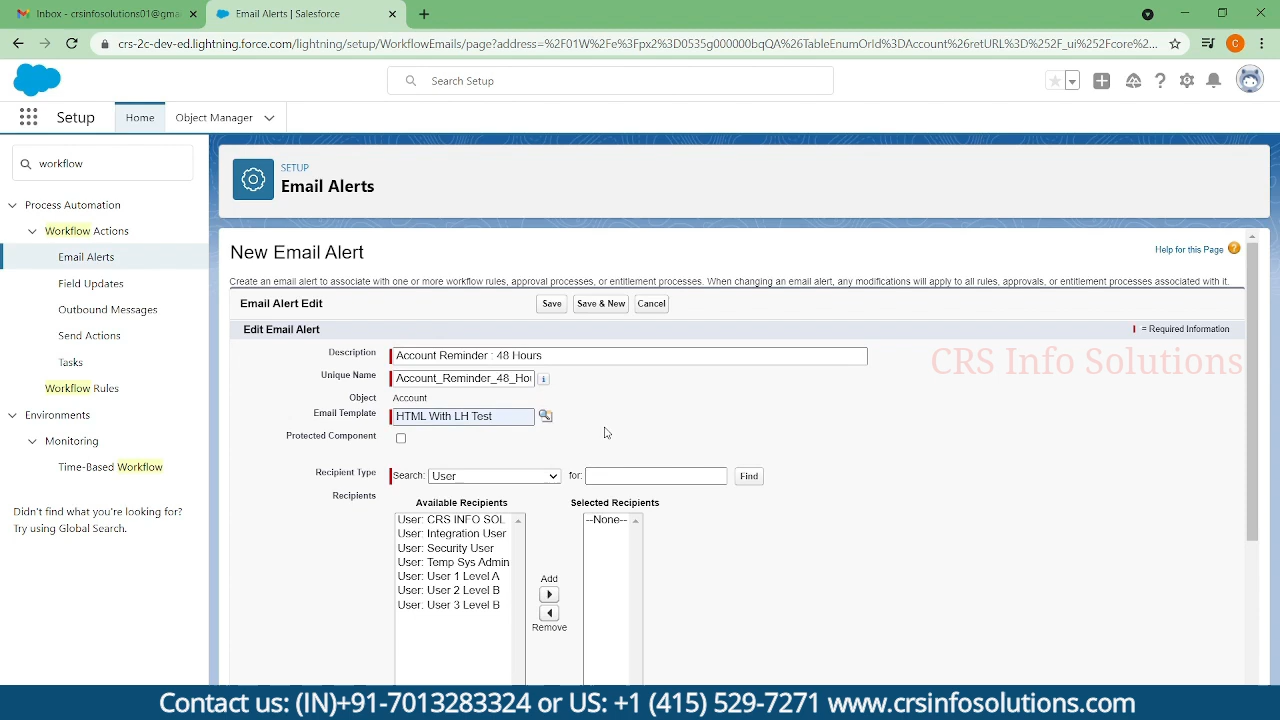 Inbox - crsinfosolutions01@gma
Email Alerts | Salesforce
crs-2c-dev-ed.lightning.force.com/lightning/setup/WorkflowEmails/page?address=%2F01W%2Fe%3Fpx2%3D0535g000000bqQA%26TableEnumOrId%3DAccount%26retURL%3D%252F_ui%252Fcore%...
C
Search Setup
Setup
Home
Object Manager
workflow
Process Automation
Workflow Actions
Email Alerts
Field Updates
Outbound Messages
Send Actions
Tasks
Workflow Rules
Environments
Monitoring
Time-Based Workflow
Didn't find what you're looking for?
Try using Global Search.
SETUP
Email Alerts
New Email Alert
Help for this Page
Create an email alert to associate with one or more workflow rules, approval processes, or entitlement processes. When changing an email alert, any modifications will apply to all rules, approvals, or entitlement processes associated with it.
Email Alert Edit
Save
Save & New
Cancel
Edit Email Alert
= Required Information
CRS Info Solutions
Description Account Reminder : 48 Hours
Unique Name Account_Reminder_48_Ho
Object Account
Email Template HTML With LH Test
Protected Component
Recipient Type Search: User for: Find
Recipients
Available Recipients
User: CRS INFO SOL
User: Integration User
User: Security User
User: Temp Sys Admin
User: User 1 Level A
User: User 2 Level B
User: User 3 Level B
Add
Remove
Selected Recipients
--None--
Contact us: (IN)+91-7013283324 or US: +1 (415) 529-7271 www.crsinfosolutions.com